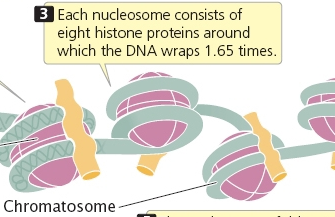 3 Each nucleosome consists of
eight histone proteins around
which the DNA wraps 1.65 times.
Chromatosome